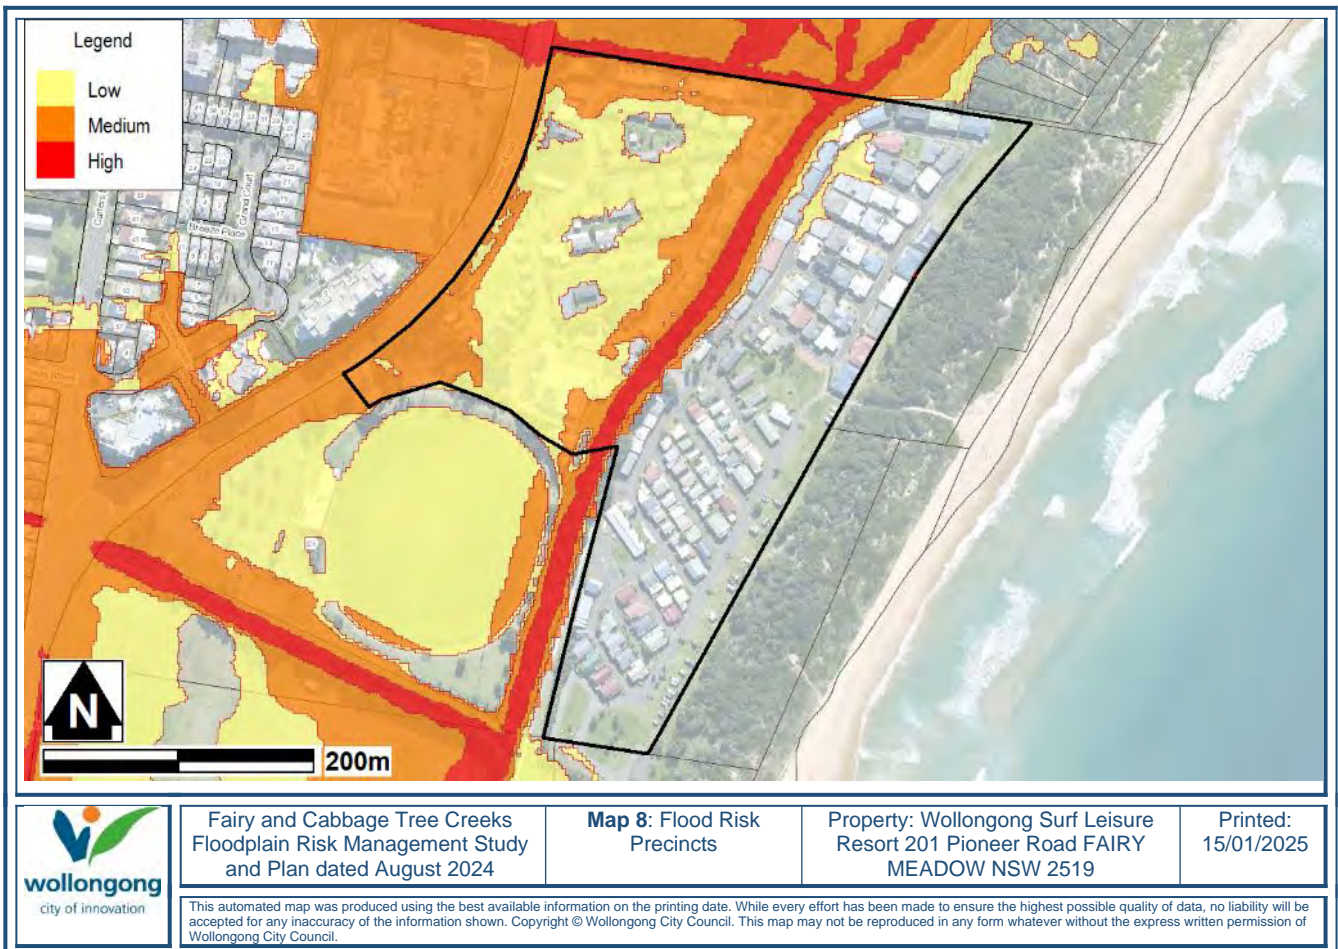 Legend
Low
Medium
High
Breeze Place
Grand Court
N
200m
wollongong
city of innovation
Fairy and Cabbage Tree Creeks
Floodplain Risk Management Study
and Plan dated August 2024
Map 8: Flood Risk
Precincts
Property: Wollongong Surf Leisure
Resort 201 Pioneer Road FAIRY
MEADOW NSW 2519
Printed:
15/01/2025
This automated map was produced using the best available information on the printing date. While every effort has been made to ensure the highest possible quality of data, no liability will be
accepted for any inaccuracy of the information shown. Copyright © Wollongong City Council. This map may not be reproduced in any form whatever without the express written permission of
Wollongong City Council.